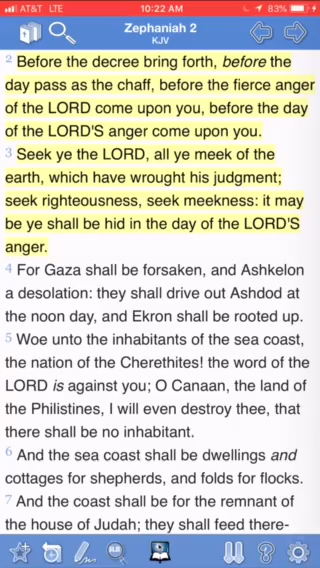 AT&T LTE 10:22 AM 83%
Zephaniah 2
KJV
2 Before the decree bring forth, before the
day pass as the chaff, before the fierce anger
of the LORD come upon you, before the day
of the LORD'S anger come upon you.
3 Seek ye the LORD, all ye meek of the
earth, which have wrought his judgment;
seek righteousness, seek meekness: it may
be ye shall be hid in the day of the LORD'S
anger.
4 For Gaza shall be forsaken, and Ashkelon
a desolation: they shall drive out Ashdod at
the noon day, and Ekron shall be rooted up.
5 Woe unto the inhabitants of the sea coast,
the nation of the Cherethites! the word of the
LORD is against you; O Canaan, the land of
the Philistines, I will even destroy thee, that
there shall be no inhabitant.
6 And the sea coast shall be dwellings and
cottages for shepherds, and folds for flocks.
7 And the coast shall be for the remnant of
the house of Judah; they shall feed there-